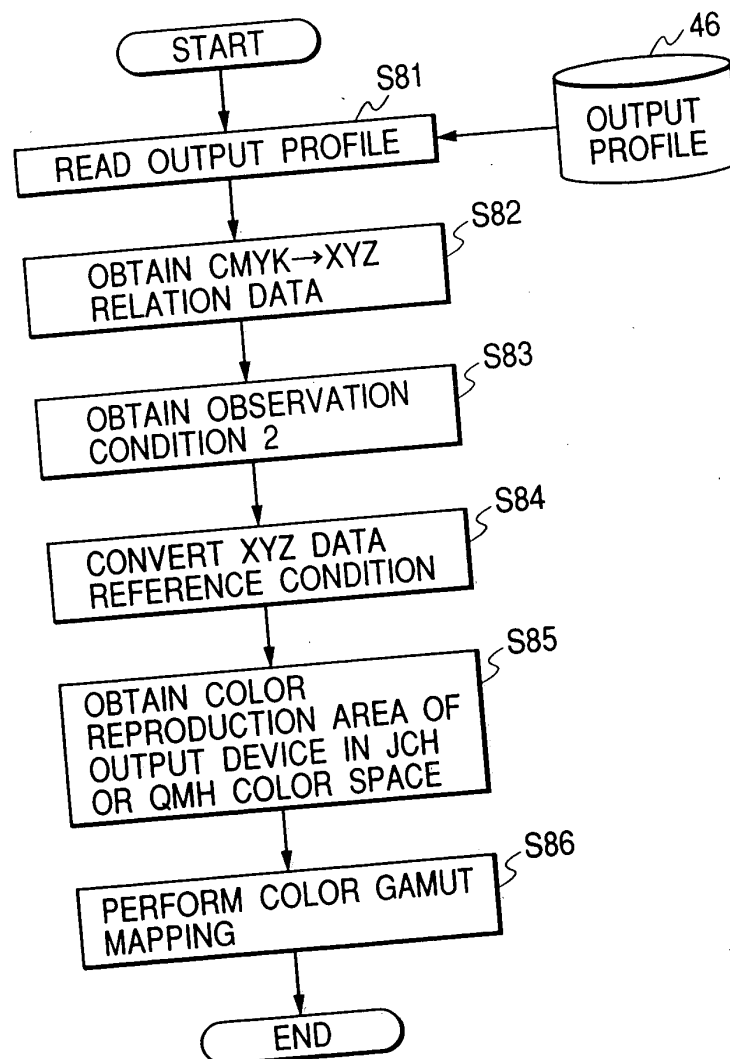 START
46
OUTPUT
PROFILE
S81
READ OUTPUT PROFILE
S82
OBTAIN CMYK→XYZ
RELATION DATA
S83
OBTAIN OBSERVATION
CONDITION 2
S84
CONVERT XYZ DATA
REFERENCE CONDITION
S85
OBTAIN COLOR
REPRODUCTION AREA OF
OUTPUT DEVICE IN JCH
OR QMH COLOR SPACE
S86
PERFORM COLOR GAMUT
MAPPING
END